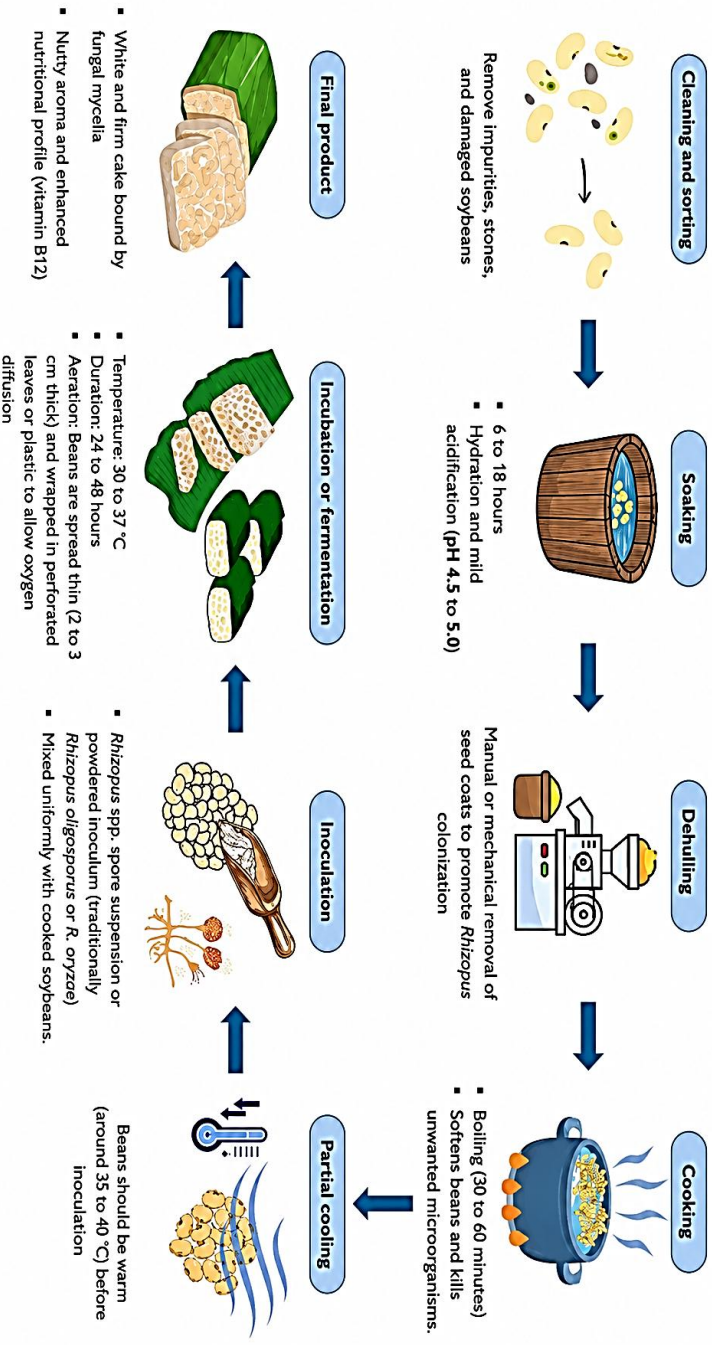 Cleaning and sorting
Remove impurities, stones,
and damaged soybeans
Soaking
▪ 6 to 18 hours
▪ Hydration and mild
acidification (pH 4.5 to 5.0)
Dehulling
Manual or mechanical removal of
seed coats to promote Rhizopus
colonization
Cooking
▪ Boiling (30 to 60 minutes)
▪ Softens beans and kills
unwanted microorganisms.
Partial cooling
Beans should be warm
(around 35 to 40 °C) before
inoculation
Inoculation
▪ Rhizopus spp. spore suspension or
powdered inoculum (traditionally
Rhizopus oligosporus or R. oryzae)
▪ Mixed uniformly with cooked soybeans.
Incubation or fermentation
▪ Temperature: 30 to 37 °C
▪ Duration: 24 to 48 hours
▪ Aeration: Beans are spread thin (2 to 3
cm thick) and wrapped in perforated
leaves or plastic to allow oxygen
diffusion
Final product
▪ White and firm cake bound by
fungal mycelia
▪ Nutty aroma and enhanced
nutritional profile (vitamin B12)